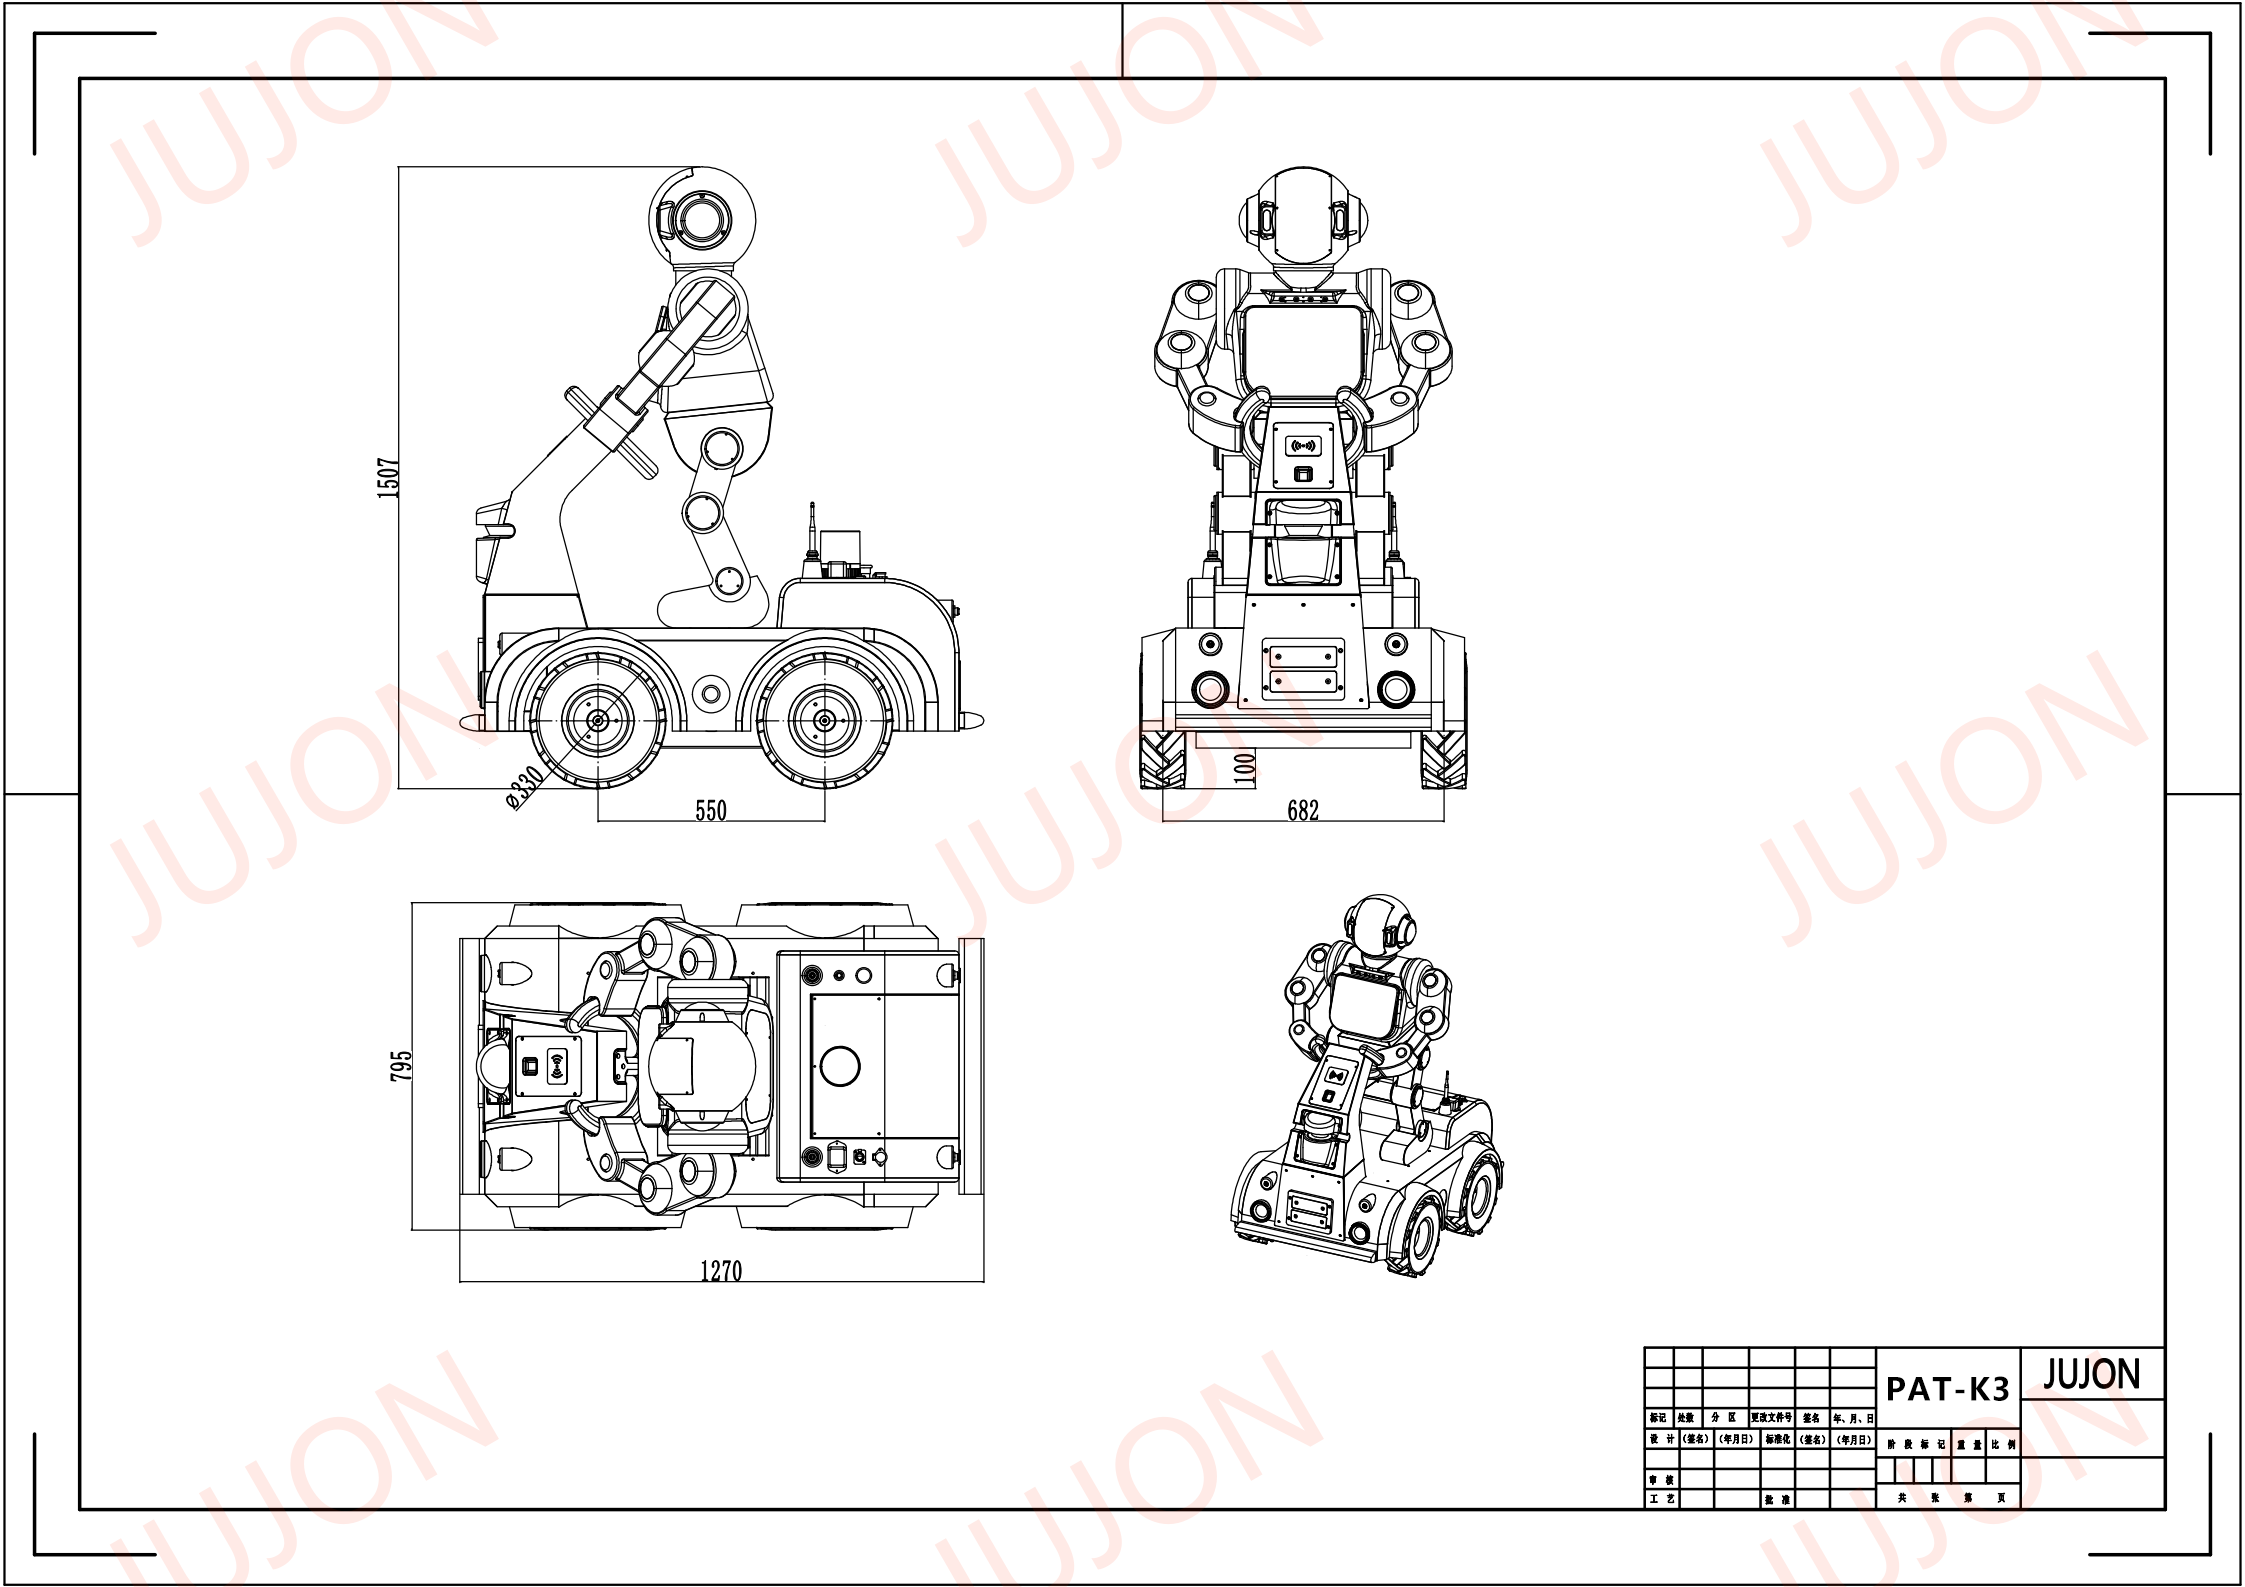 JUJON
JUJON
JUJON
1507
ø330
550
100
682
JUJON
JUJON
JUJON
795
1270
PAT-K3
JUJON
标记 处数 分 区 更改文件号 签名 年、月、日
设 计 (签名) (年月日) 标准化 (签名) (年月日)
阶 段 标 记 重 量 比 例
审 核
工 艺 批 准
共 张 第 页
JUJON
JUJON
JUJON